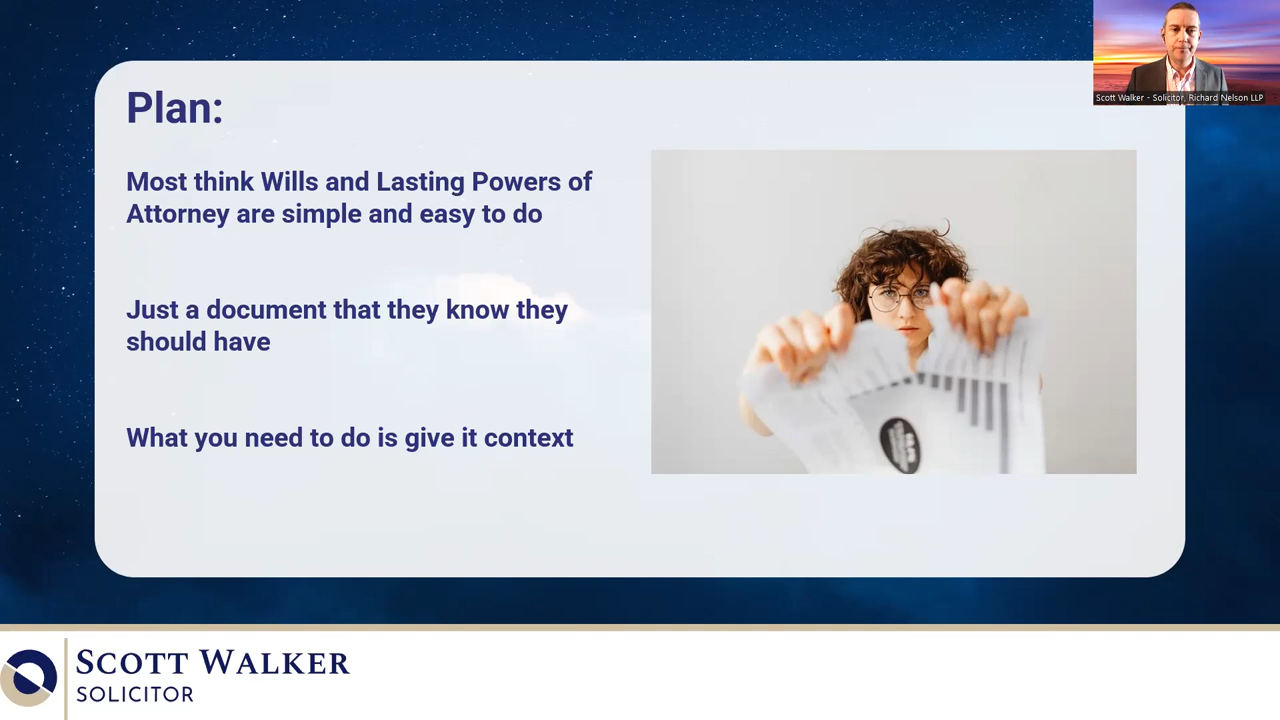 Plan:
Scott Walker - Solicitor, Richard Nelson LLP
Most think Wills and Lasting Powers of
Attorney are simple and easy to do
Just a document that they know they
should have
What you need to do is give it context
SCOTT WALKER
SOLICITOR